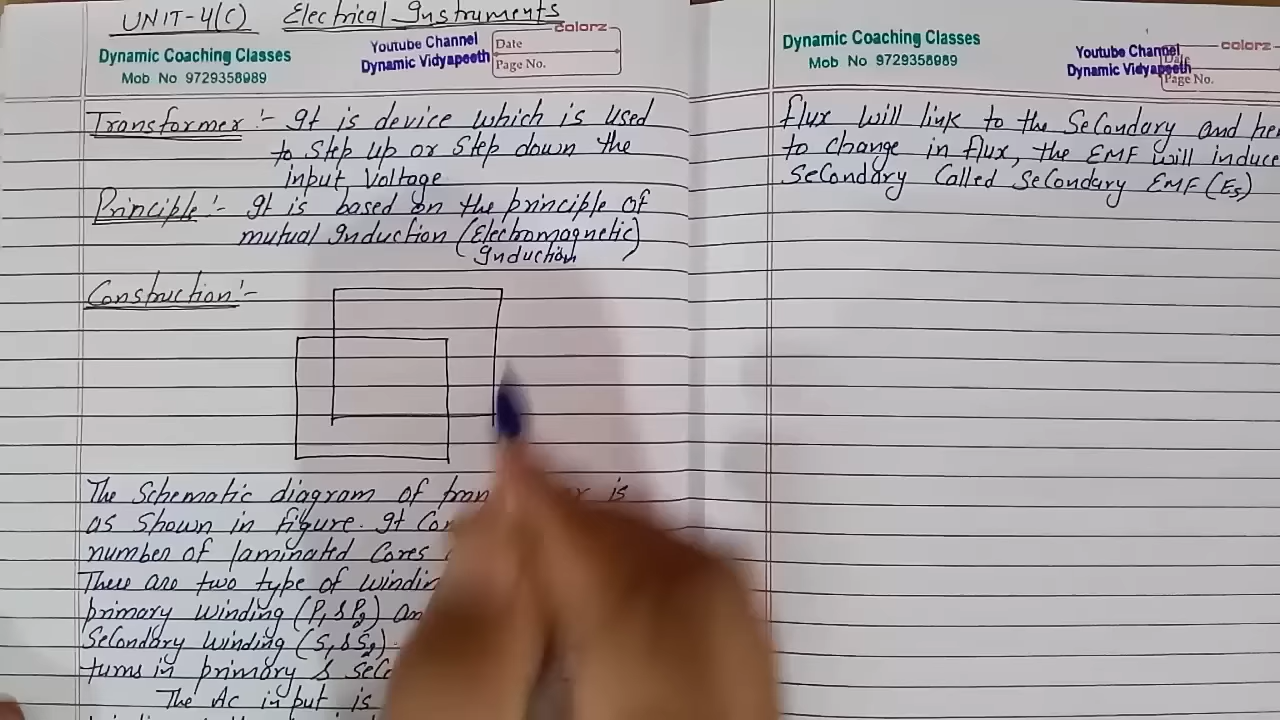 UNIT-4(C) Electrical Instruments
Dynamic Coaching Classes
Mob No 9729358989
Youtube Channel
Dynamic Vidyapeeth
colorz
Date
Page No.
Transformer :- It is device which is used
to Step up or Step down the
input Voltage
Principle :- It is based on the principle of
mutual Induction (Electromagnetic)
Induction
Construction :-
The Schematic diagram of
is
as Shown in figure. It
number of laminated Cores
There are two type of
primary winding (P1 & P2)
Secondary winding (S1 & S2)
turns in primary &
The AC input is
Dynamic Coaching Classes
Mob No 9729358989
Youtube Channel
Dynamic Vidyapeeth
colorz
Page No.
flux will link to the Secondary and
to change in flux, the EMF will induce
Secondary Called Secondary EMF (Es)